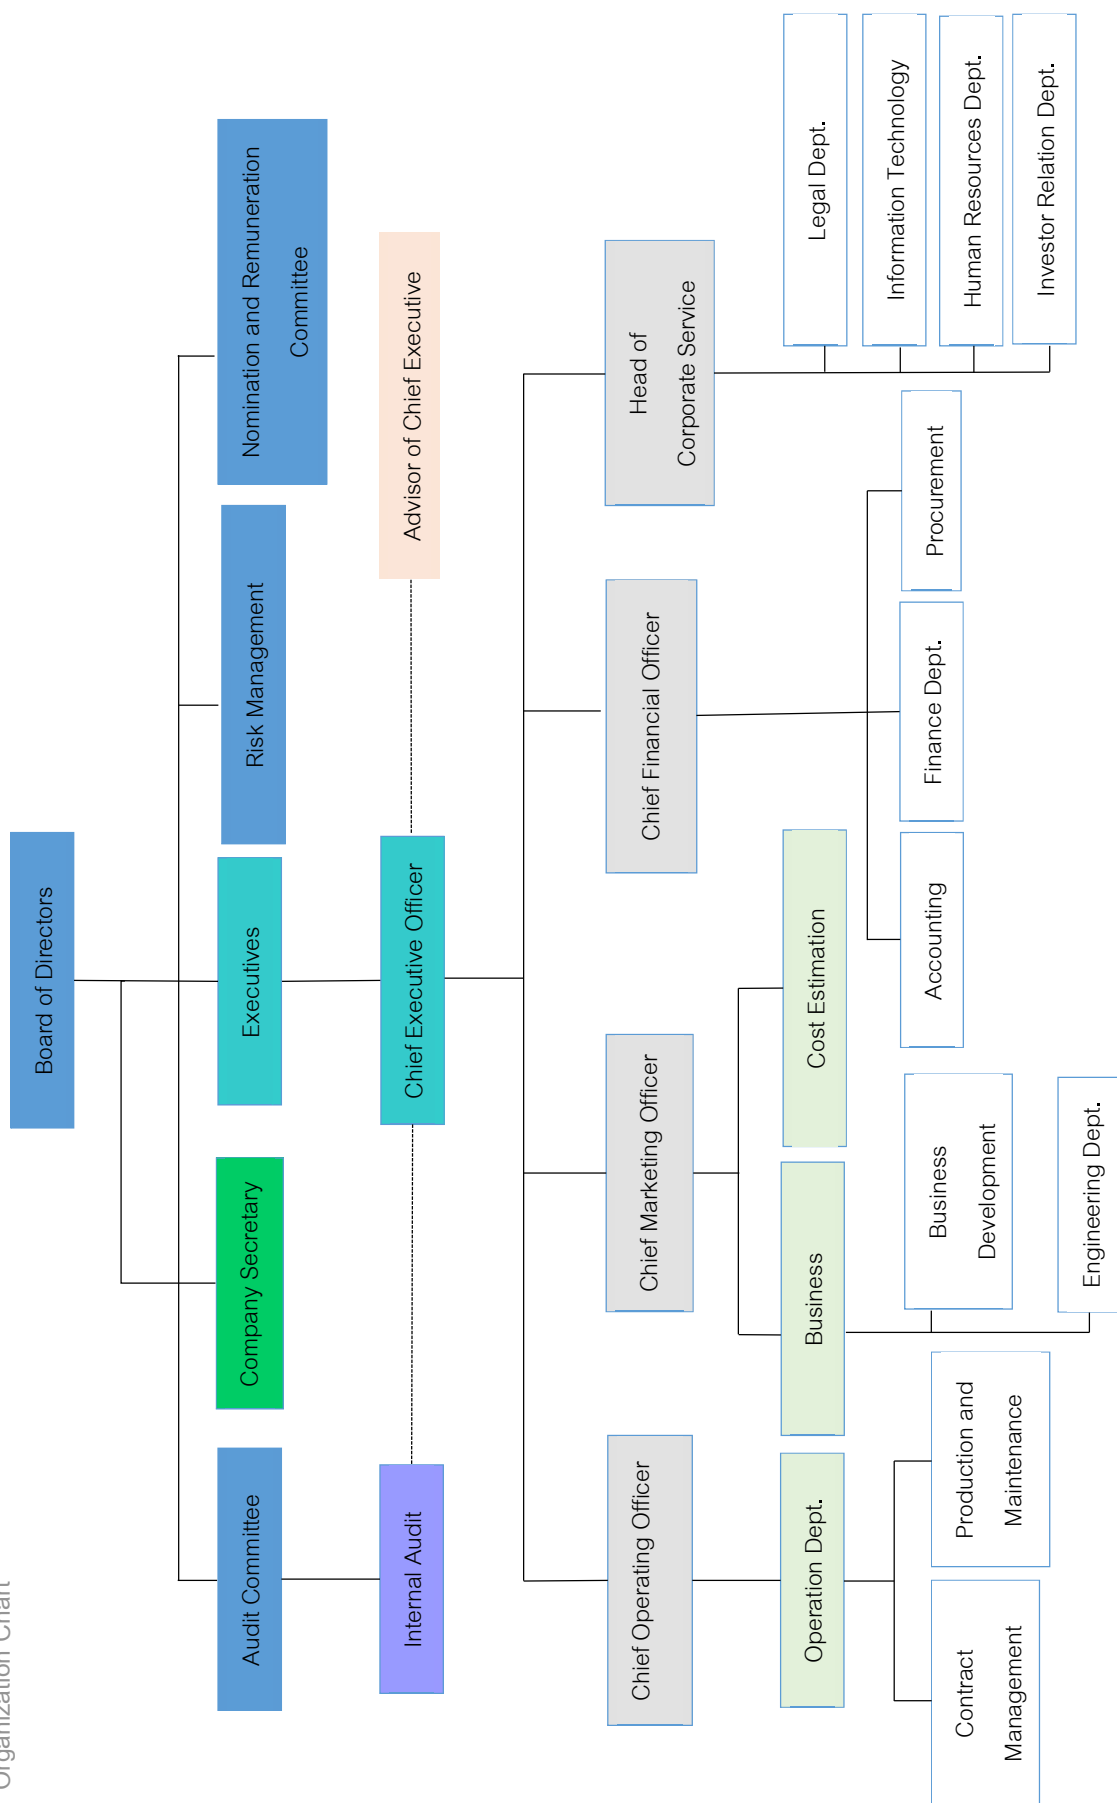 Organization Chart
Board of Directors
Audit Committee
Company Secretary
Executives
Risk Management
Nomination and Remuneration
Committee
Internal Audit
Chief Executive Officer
Advisor of Chief Executive
Chief Operating Officer
Chief Marketing Officer
Chief Financial Officer
Head of
Corporate Service
Operation Dept.
Business
Cost Estimation
Contract
Management
Production and
Maintenance
Business
Development
Engineering Dept.
Accounting
Finance Dept.
Procurement
Legal Dept.
Information Technology
Human Resources Dept.
Investor Relation Dept.